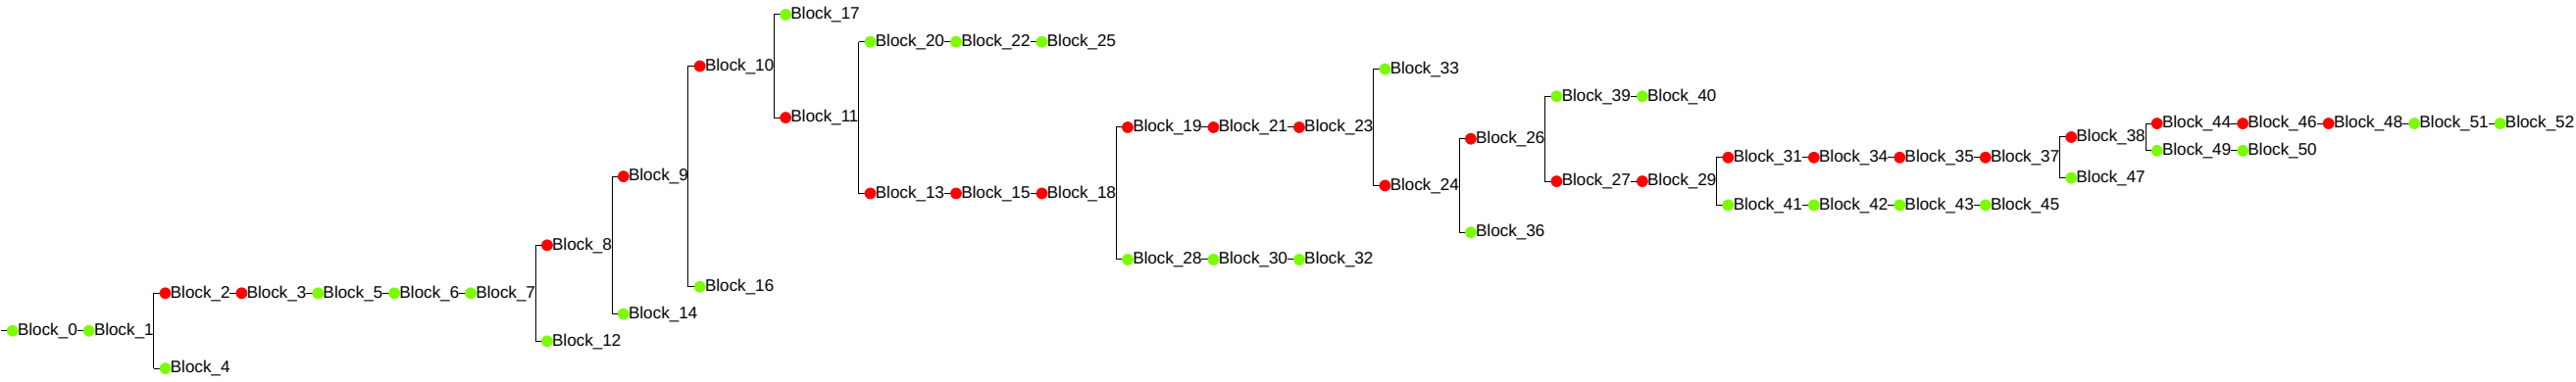 Block_17
Block_20 Block_22 Block_25
Block_10 Block_33
Block_39 Block_40
Block_11
Block_19 Block_21 Block_23 Block_44 Block_46 Block_48 Block_51 Block_52
Block_26 Block_38
Block_49 Block_50
Block_31 Block_34 Block_35 Block_37
Block_9 Block_47
Block_27 Block_29
Block_24
Block_13 Block_15 Block_18
Block_41 Block_42 Block_43 Block_45
Block_36
Block_8
Block_28 Block_30 Block_32
Block_16
Block_2 Block_3 Block_5 Block_6 Block_7
Block_14
Block_0 Block_1
Block_12
Block_4